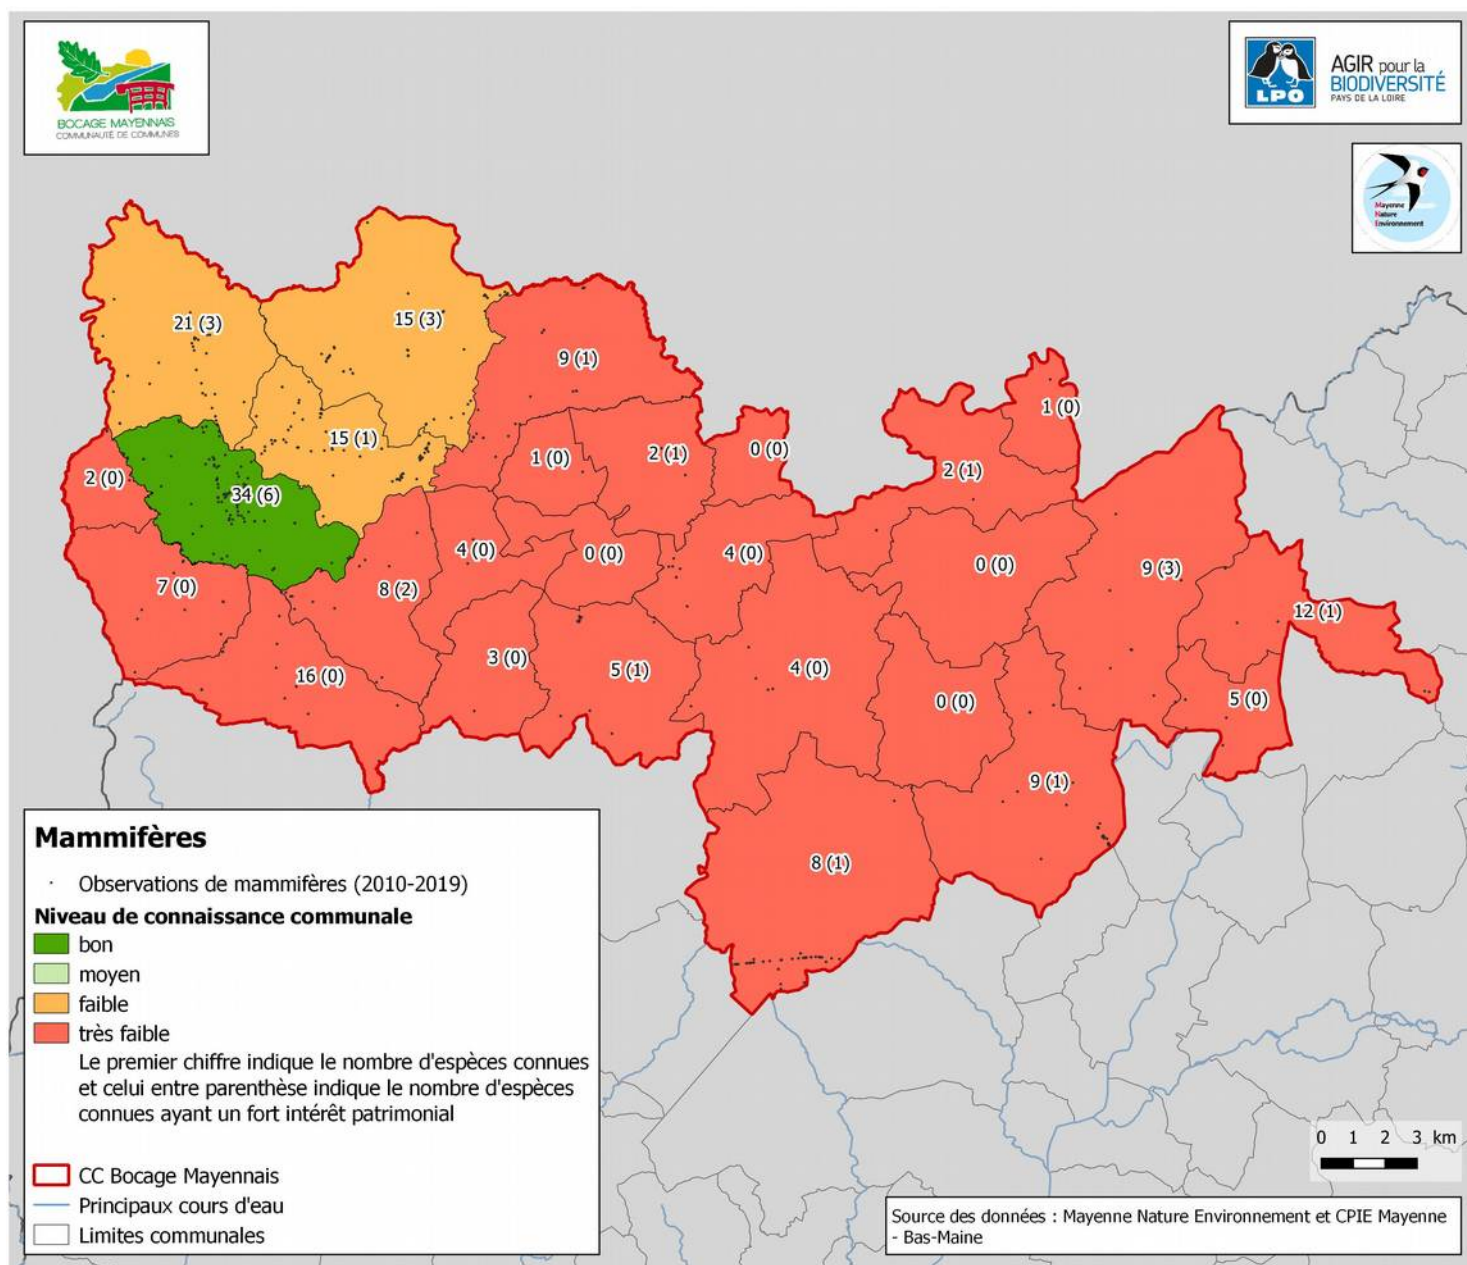 BOCAGE MAYENNAIS
COMMUNAUTÉ DE COMMUNES
LPO
AGIR pour la
BIODIVERSITÉ
PAYS DE LA LOIRE
Mayenne
Nature
Environnement
21 (3)
15 (3)
9 (1)
1 (0)
15 (1)
1 (0)
2 (1)
0 (0)
2 (1)
2 (0)
34 (6)
4 (0)
0 (0)
4 (0)
0 (0)
9 (3)
7 (0)
8 (2)
12 (1)
3 (0)
5 (1)
4 (0)
16 (0)
0 (0)
5 (0)
9 (1)
8 (1)
Mammifères
Observations de mammifères (2010-2019)
Niveau de connaissance communale
bon
moyen
faible
très faible
Le premier chiffre indique le nombre d'espèces connues
et celui entre parenthèse indique le nombre d'espèces
connues ayant un fort intérêt patrimonial
CC Bocage Mayennais
Principaux cours d'eau
Limites communales
0 1 2 3 km
Source des données : Mayenne Nature Environnement et CPIE Mayenne
- Bas-Maine